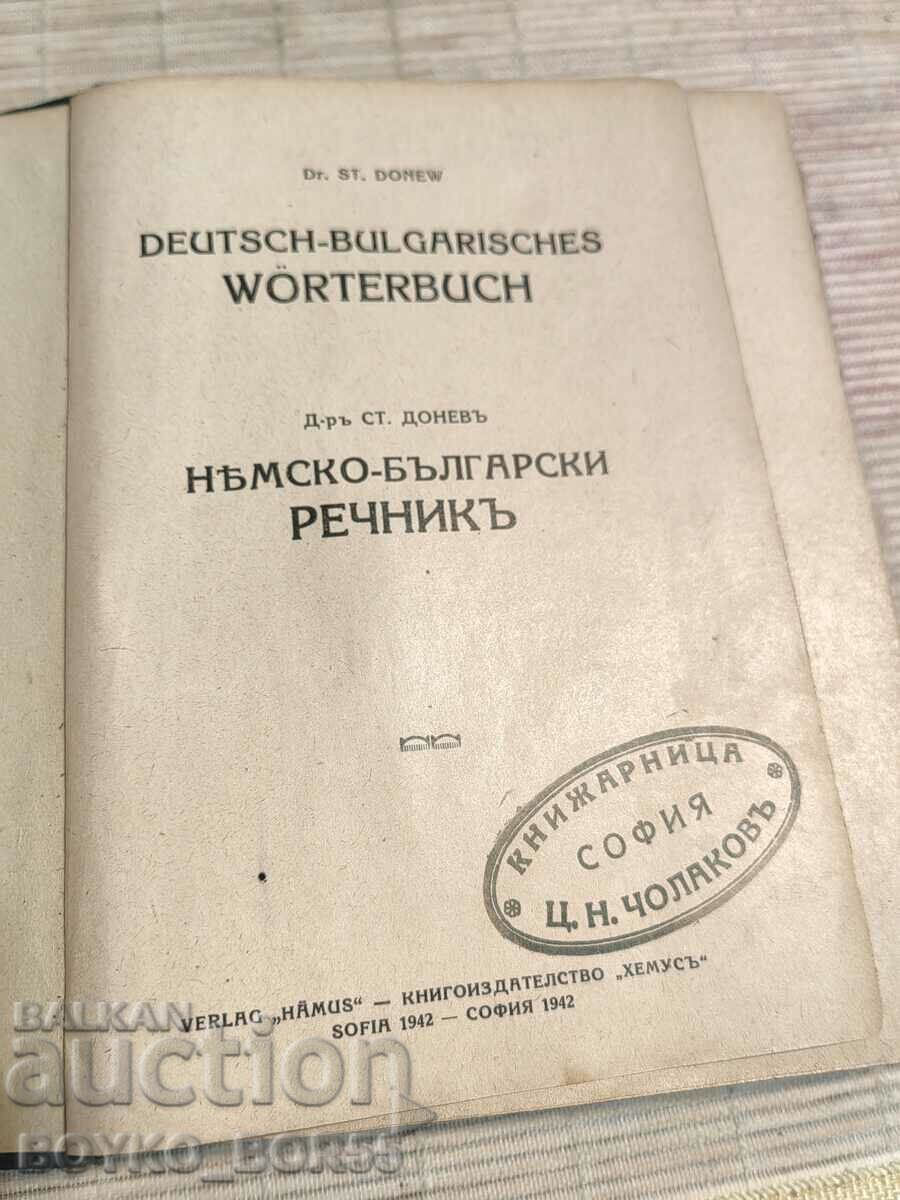 Dr. ST. DONEW
DEUTSCH-BULGARISCHES
WÖRTERBUCH
Д-ръ СТ. ДОНЕВЪ
НѢМСКО-БЪЛГАРСКИ
РЕЧНИКЪ
КНИЖАРНИЦА
СОФИЯ
Ц. Н. ЧОЛАКОВЪ
VERLAG „HÄMUS“ — КНИГОИЗДАТЕЛСТВО „ХЕМУСЪ“
SOFIA 1942 — СОФИЯ 1942
BALKAN
auction
BOYKO_BORS55